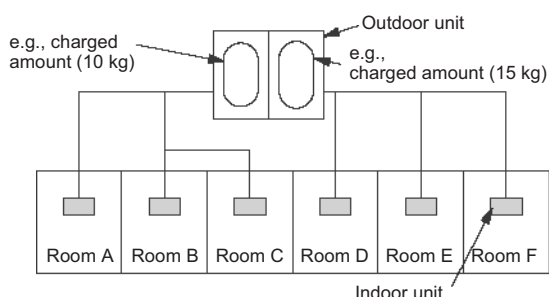 Outdoor unit
e.g., charged
amount (10 kg)
e.g.,
charged amount (15 kg)
Room A
Room B
Room C
Room D
Room E
Room F
Indoor unit